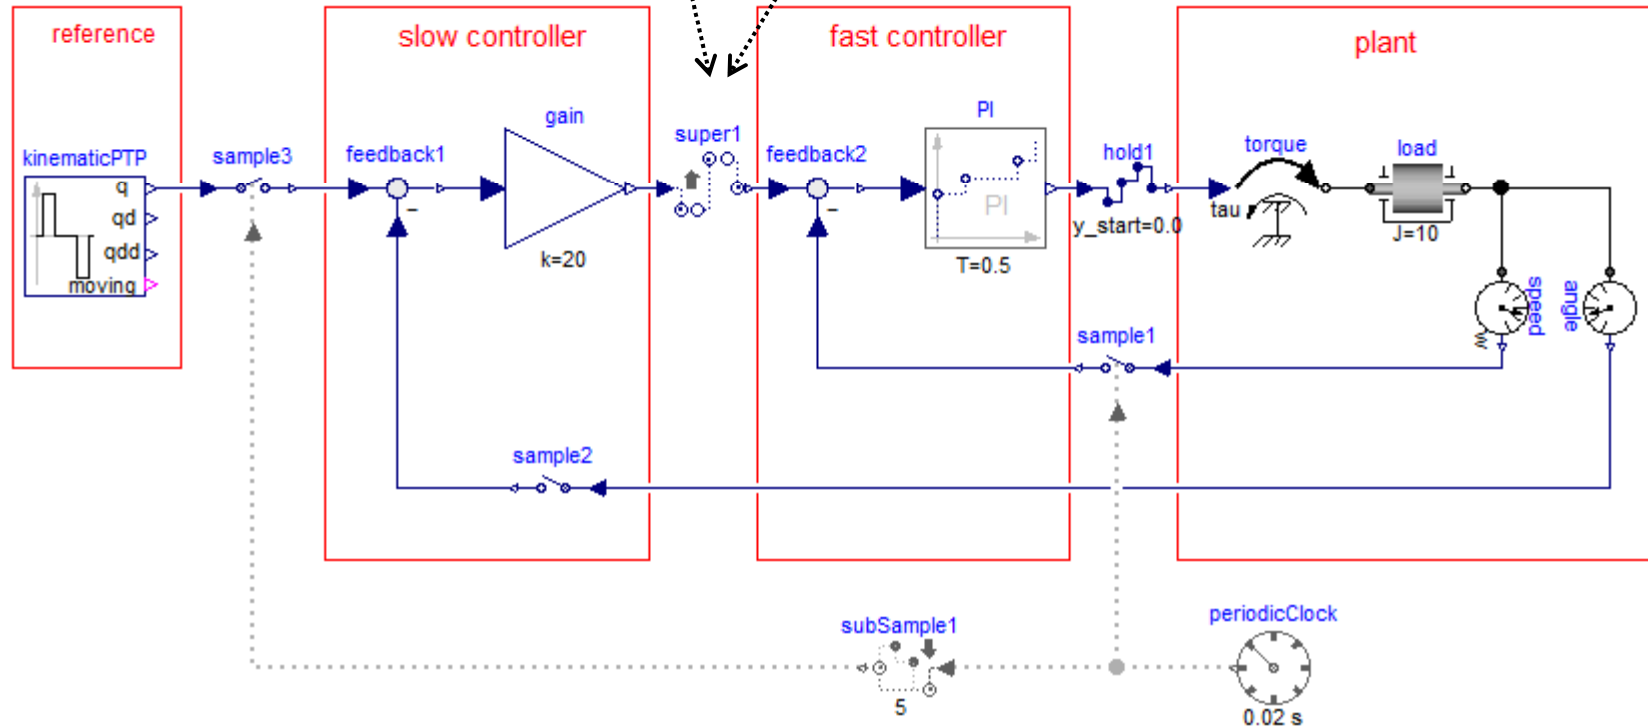 reference
slow controller
fast controller
plant
kinematicPTP
q
qd
qdd
moving
sample3
feedback1
gain
k=20
super1
feedback2
PI
PI
T=0.5
hold1
y_start=0.0
torque
tau
load
J=10
speed
w
angle
sample1
sample2
subSample1
5
periodicClock
0.02 s